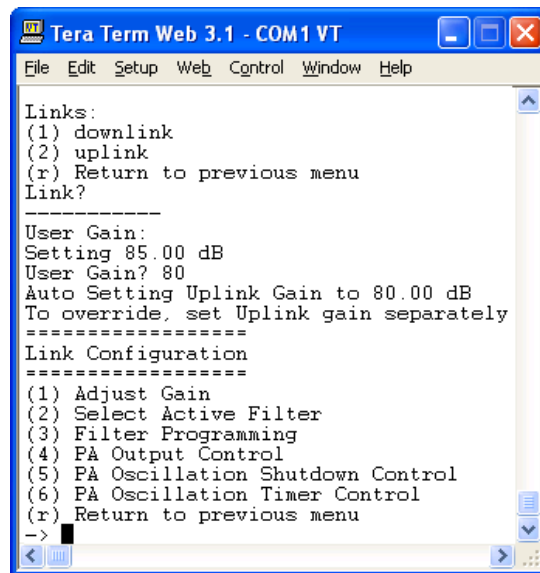 Tera Term Web 3.1 - COM1 VT
File Edit Setup Web Control Window Help
Links:
(1) downlink
(2) uplink
(r) Return to previous menu
Link?
-----------
User Gain:
Setting 85.00 dB
User Gain? 80
Auto Setting Uplink Gain to 80.00 dB
To override, set Uplink gain separately
==================
Link Configuration
==================
(1) Adjust Gain
(2) Select Active Filter
(3) Filter Programming
(4) PA Output Control
(5) PA Oscillation Shutdown Control
(6) PA Oscillation Timer Control
(r) Return to previous menu
->